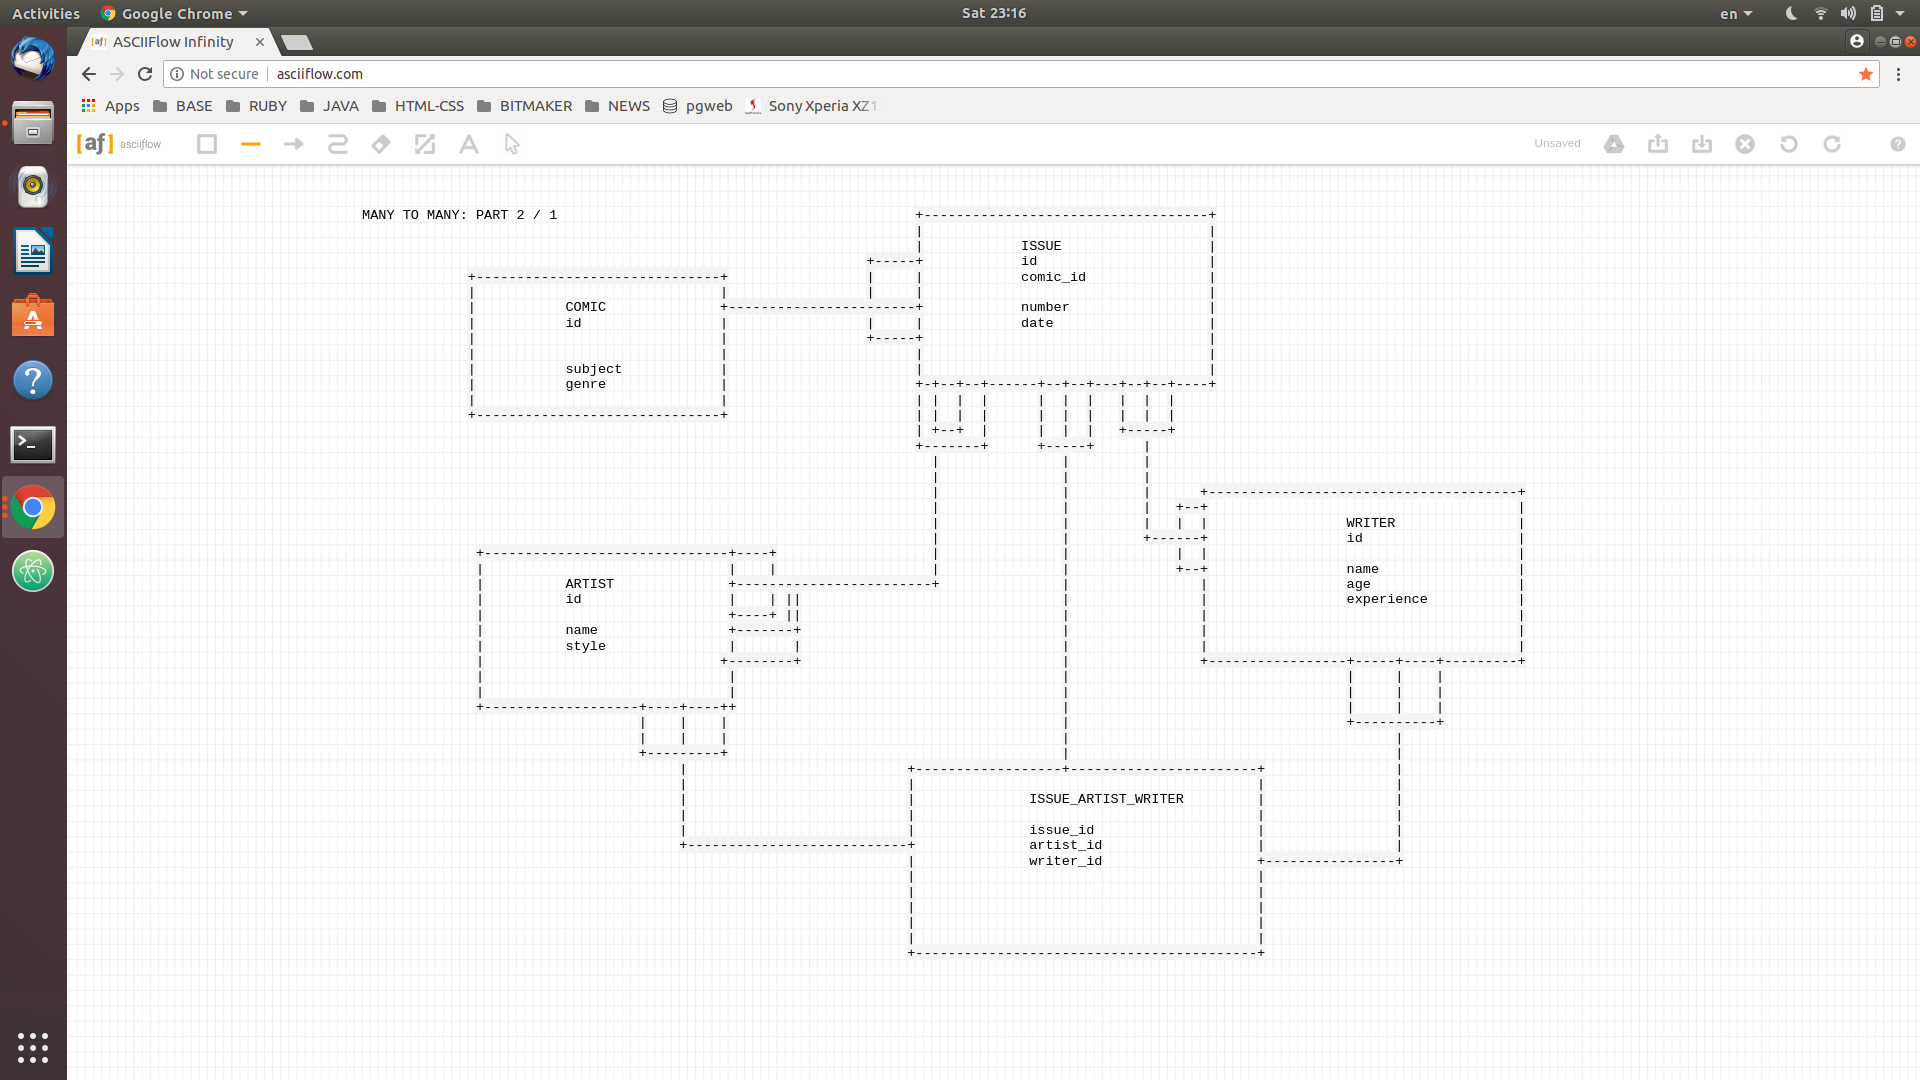 Activities Google Chrome Sat 23:16 en
[af] ASCIIFlow Infinity
Not secure asciiflow.com
Apps BASE RUBY JAVA HTML-CSS BITMAKER NEWS pgweb Sony Xperia XZ1
[af] asciiflow A Unsaved ?
MANY TO MANY: PART 2 / 1
ISSUE
id
comic_id
number
date
COMIC
id
subject
genre
WRITER
id
name
age
experience
ARTIST
id
name
style
ISSUE_ARTIST_WRITER
issue_id
artist_id
writer_id